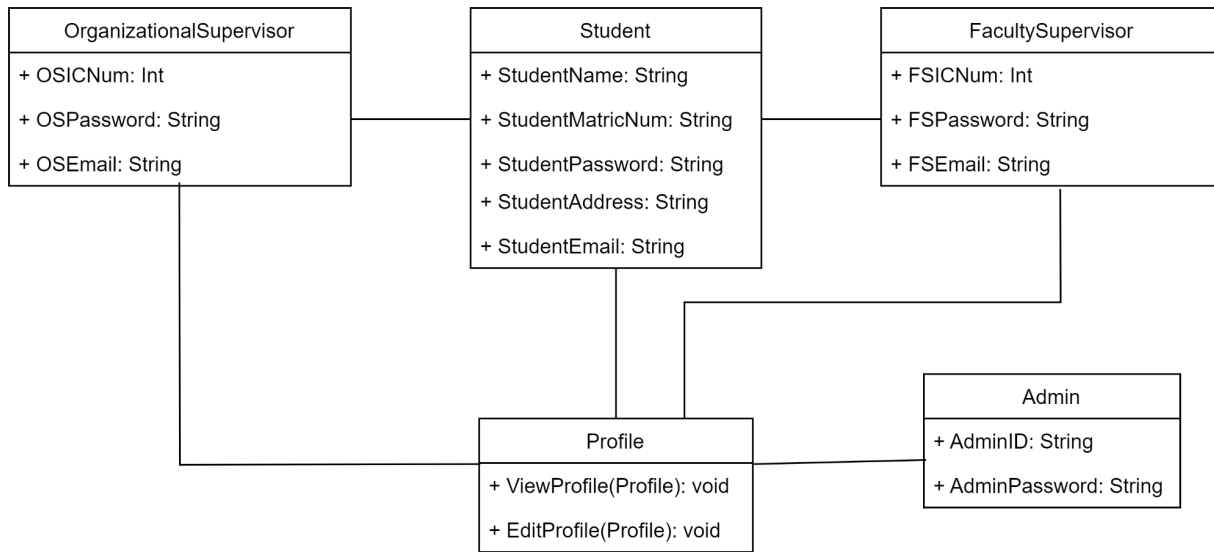 OrganizationalSupervisor
+ OSICNum: Int
+ OSPassword: String
+ OSEmail: String
Student
+ StudentName: String
+ StudentMatricNum: String
+ StudentPassword: String
+ StudentAddress: String
+ StudentEmail: String
FacultySupervisor
+ FSICNum: Int
+ FSPassword: String
+ FSEmail: String
Profile
+ ViewProfile(Profile): void
+ EditProfile(Profile): void
Admin
+ AdminID: String
+ AdminPassword: String